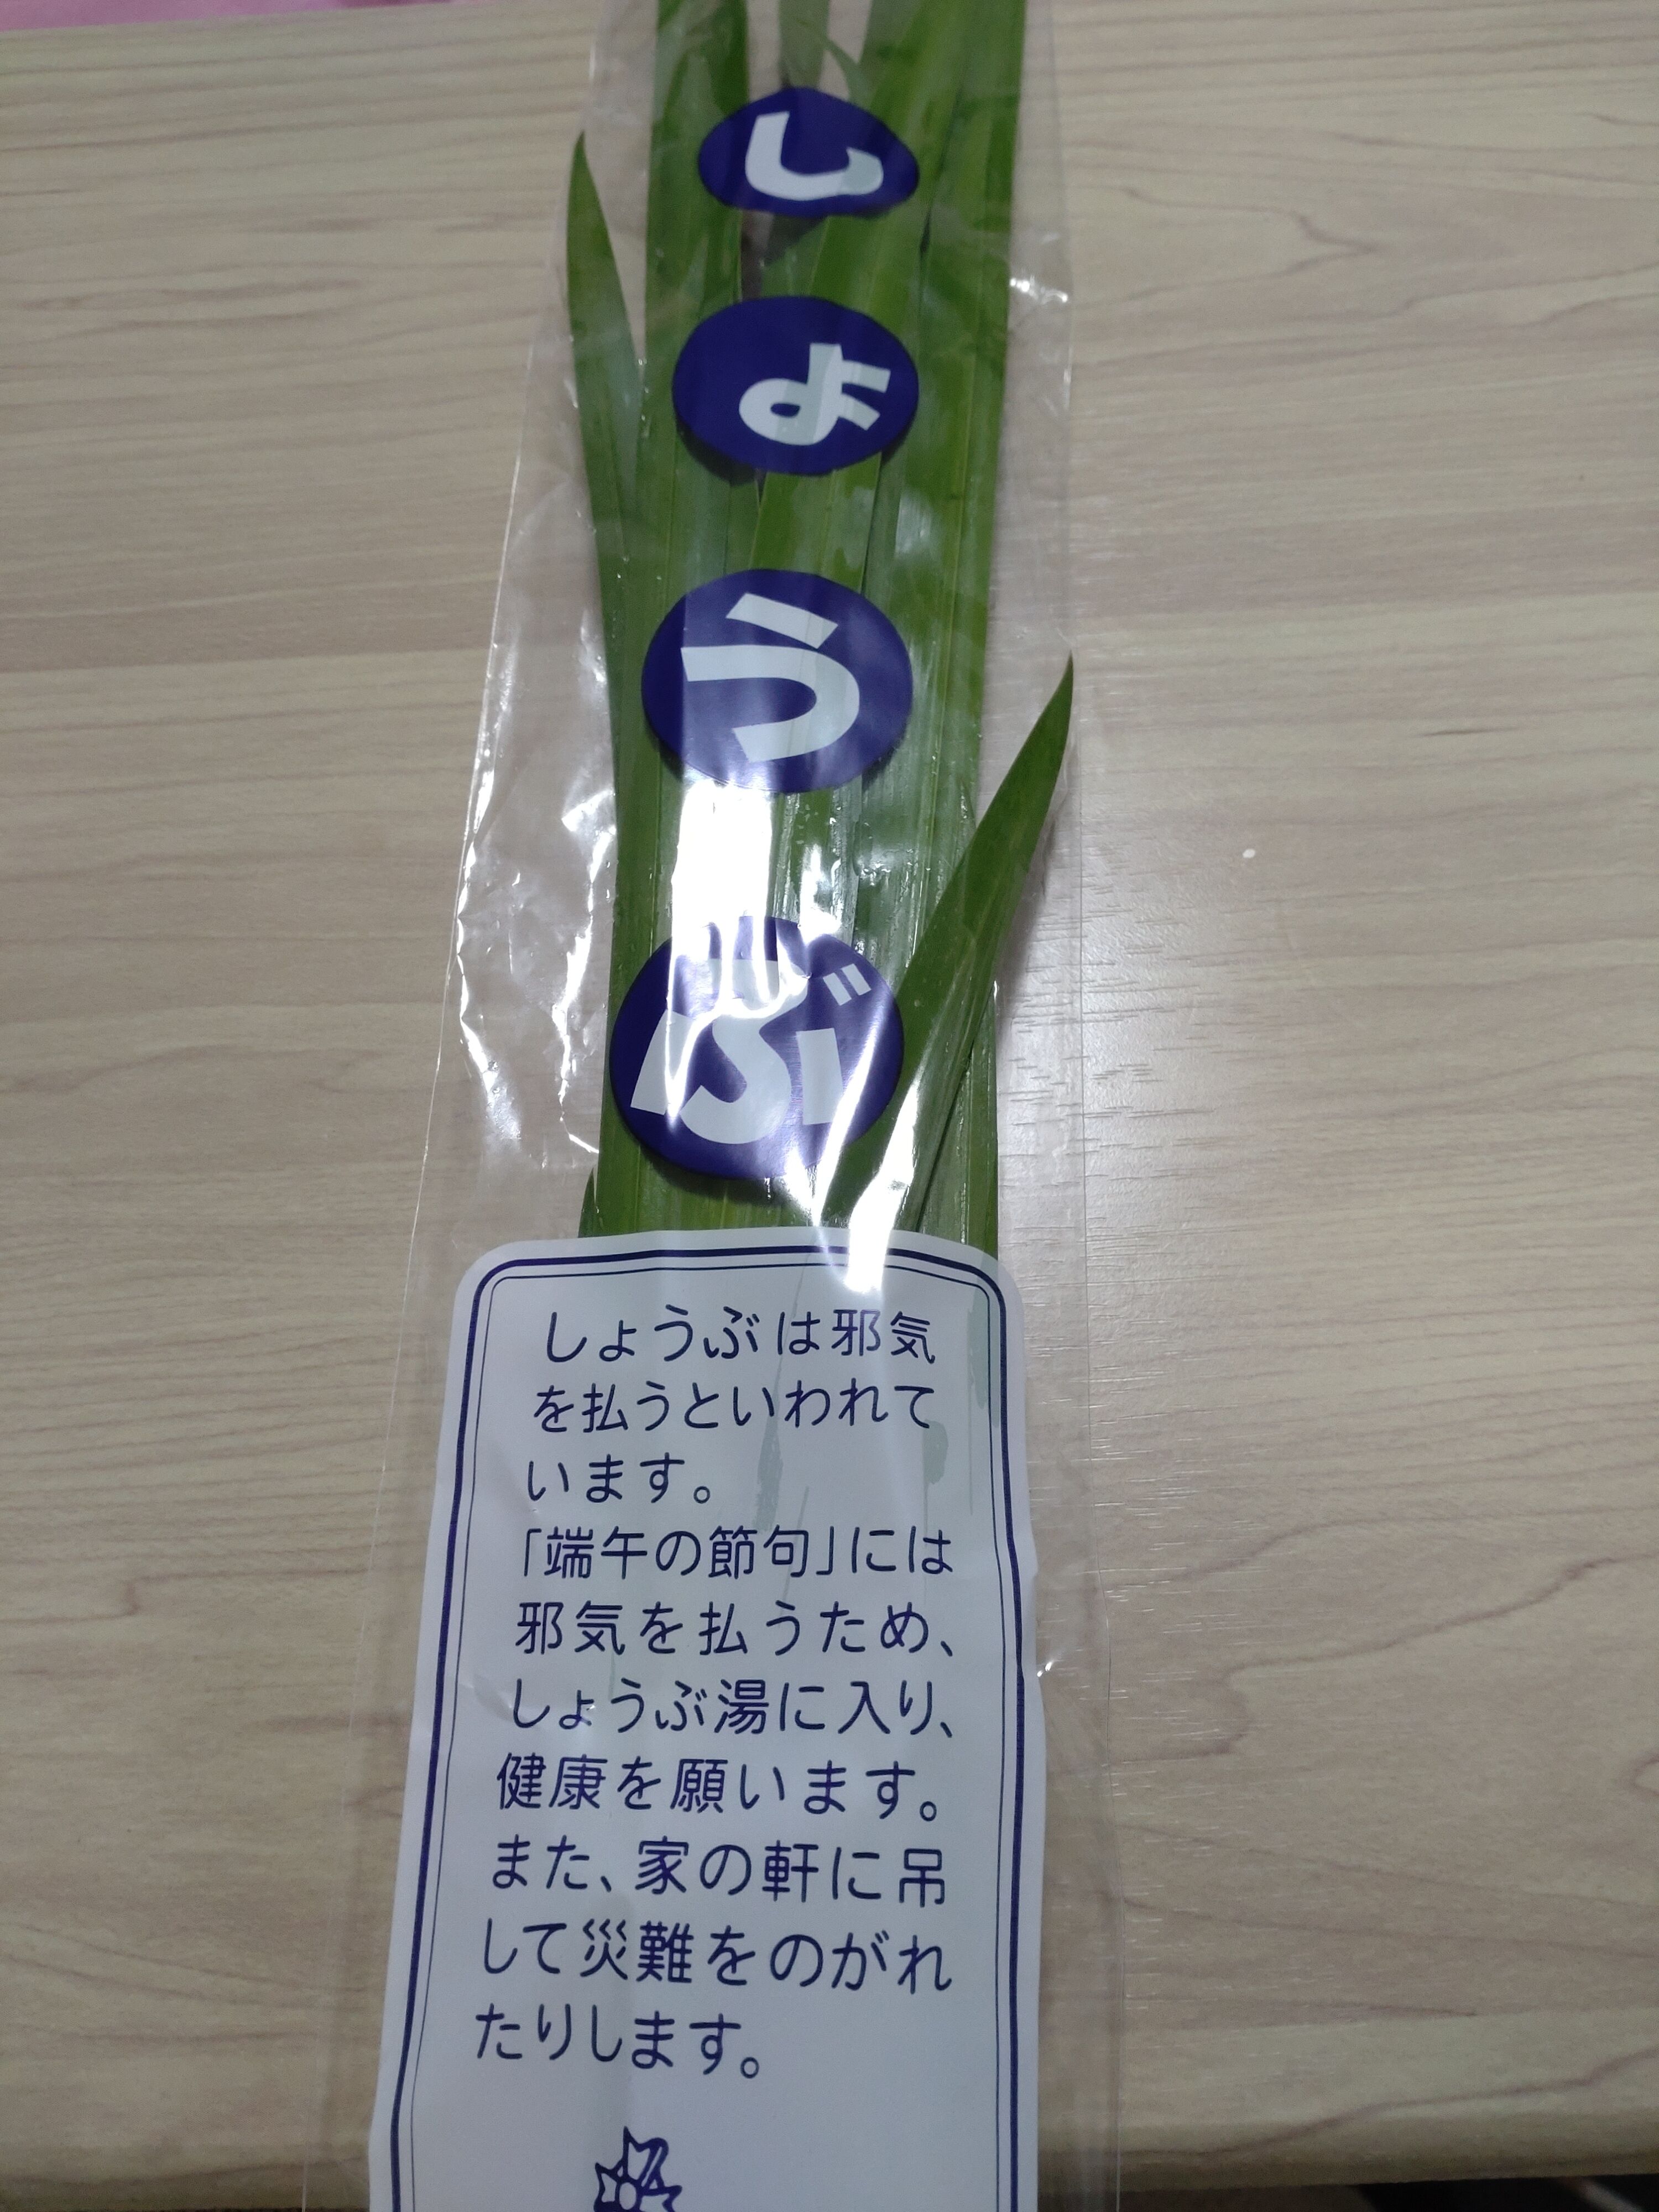 しょうぶ
しょうぶは邪気
を払うといわれて
います。
「端午の節句」には
邪気を払うため、
しょうぶ湯に入り、
健康を願います。
また、家の軒に吊
して災難をのがれ
たりします。